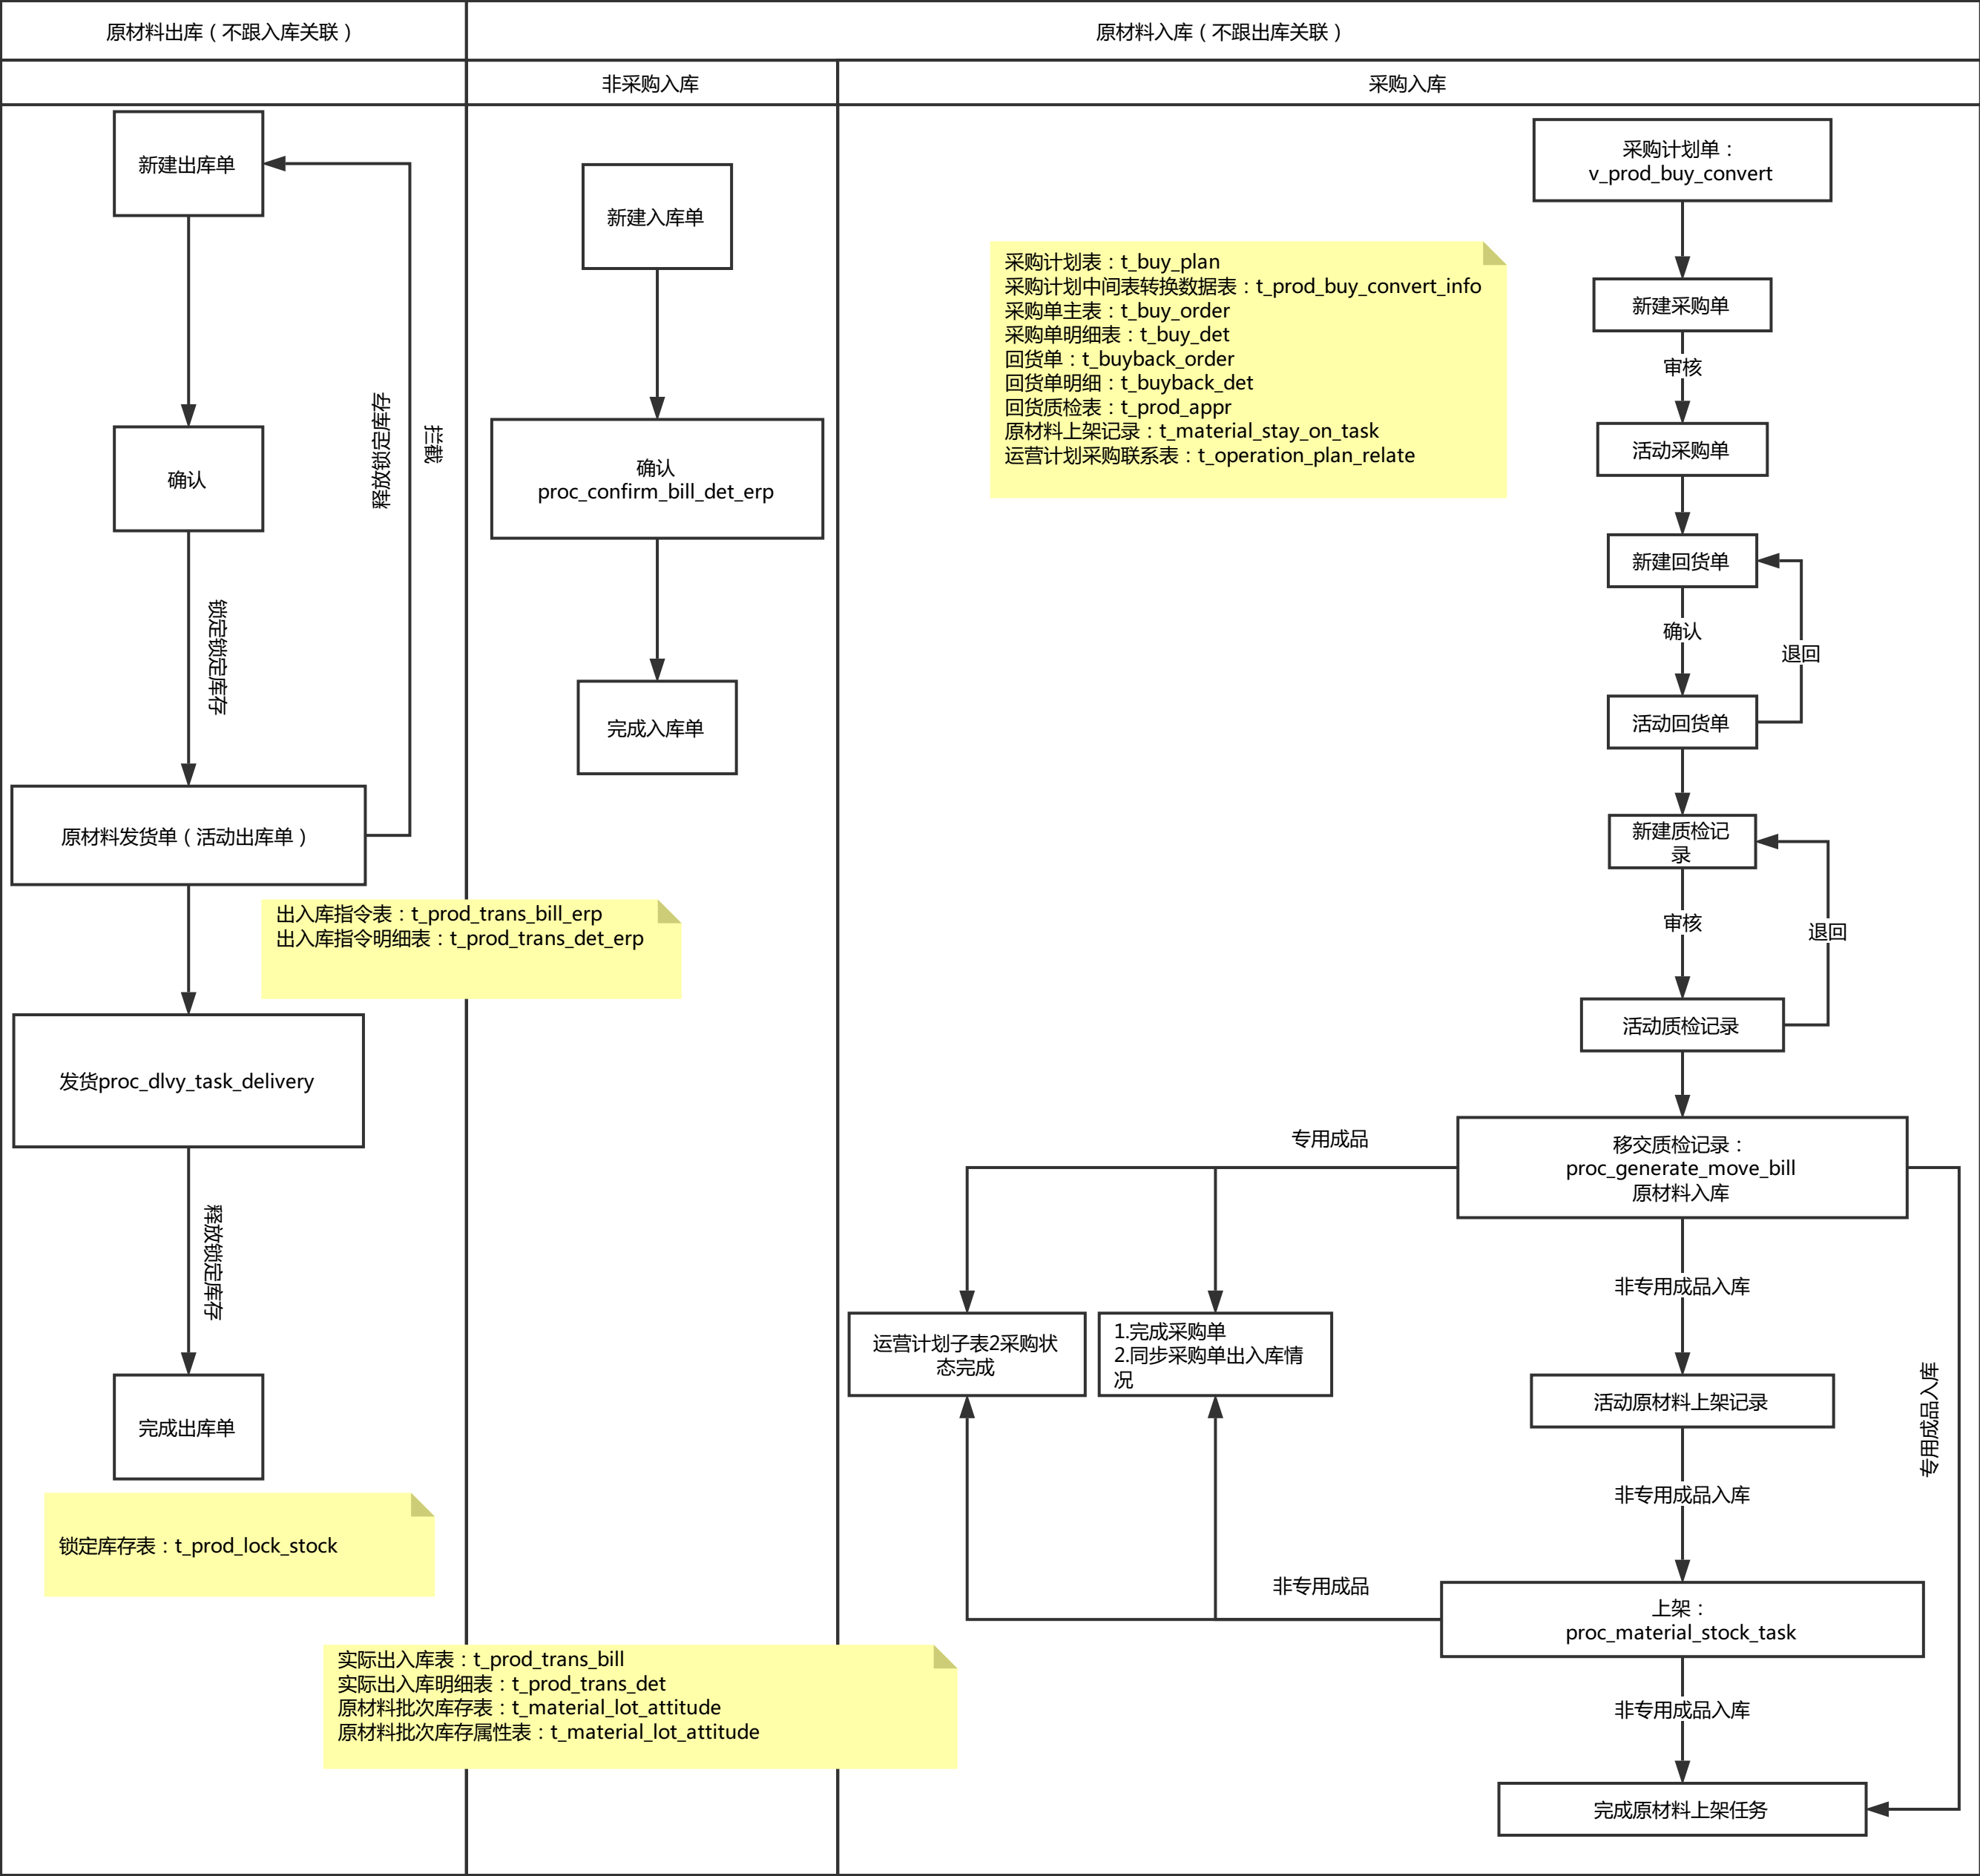 原材料出库（不跟入库关联）
原材料入库（不跟出库关联）
非采购入库
采购入库
新建出库单
确认
锁定锁定库存
释放锁定库存
拦截
原材料发货单（活动出库单）
发货proc_dlvy_task_delivery
释放锁定库存
完成出库单
锁定库存表：t_prod_lock_stock
出入库指令表：t_prod_trans_bill_erp
出入库指令明细表：t_prod_trans_det_erp
实际出入库表：t_prod_trans_bill
实际出入库明细表：t_prod_trans_det
原材料批次库存表：t_material_lot_attitude
原材料批次库存属性表：t_material_lot_attitude
新建入库单
确认
proc_confirm_bill_det_erp
完成入库单
采购计划表：t_buy_plan
采购计划中间表转换数据表：t_prod_buy_convert_info
采购单主表：t_buy_order
采购单明细表：t_buy_det
回货单：t_buyback_order
回货单明细：t_buyback_det
回货质检表：t_prod_appr
原材料上架记录：t_material_stay_on_task
运营计划采购联系表：t_operation_plan_relate
采购计划单：
v_prod_buy_convert
新建采购单
审核
活动采购单
新建回货单
确认
退回
活动回货单
新建质检记
录
审核
退回
活动质检记录
移交质检记录：
proc_generate_move_bill
原材料入库
专用成品
非专用成品入库
专用成品入库
运营计划子表2采购状
态完成
1.完成采购单
2.同步采购单出入库情
况
活动原材料上架记录
非专用成品入库
非专用成品
上架：
proc_material_stock_task
非专用成品入库
完成原材料上架任务